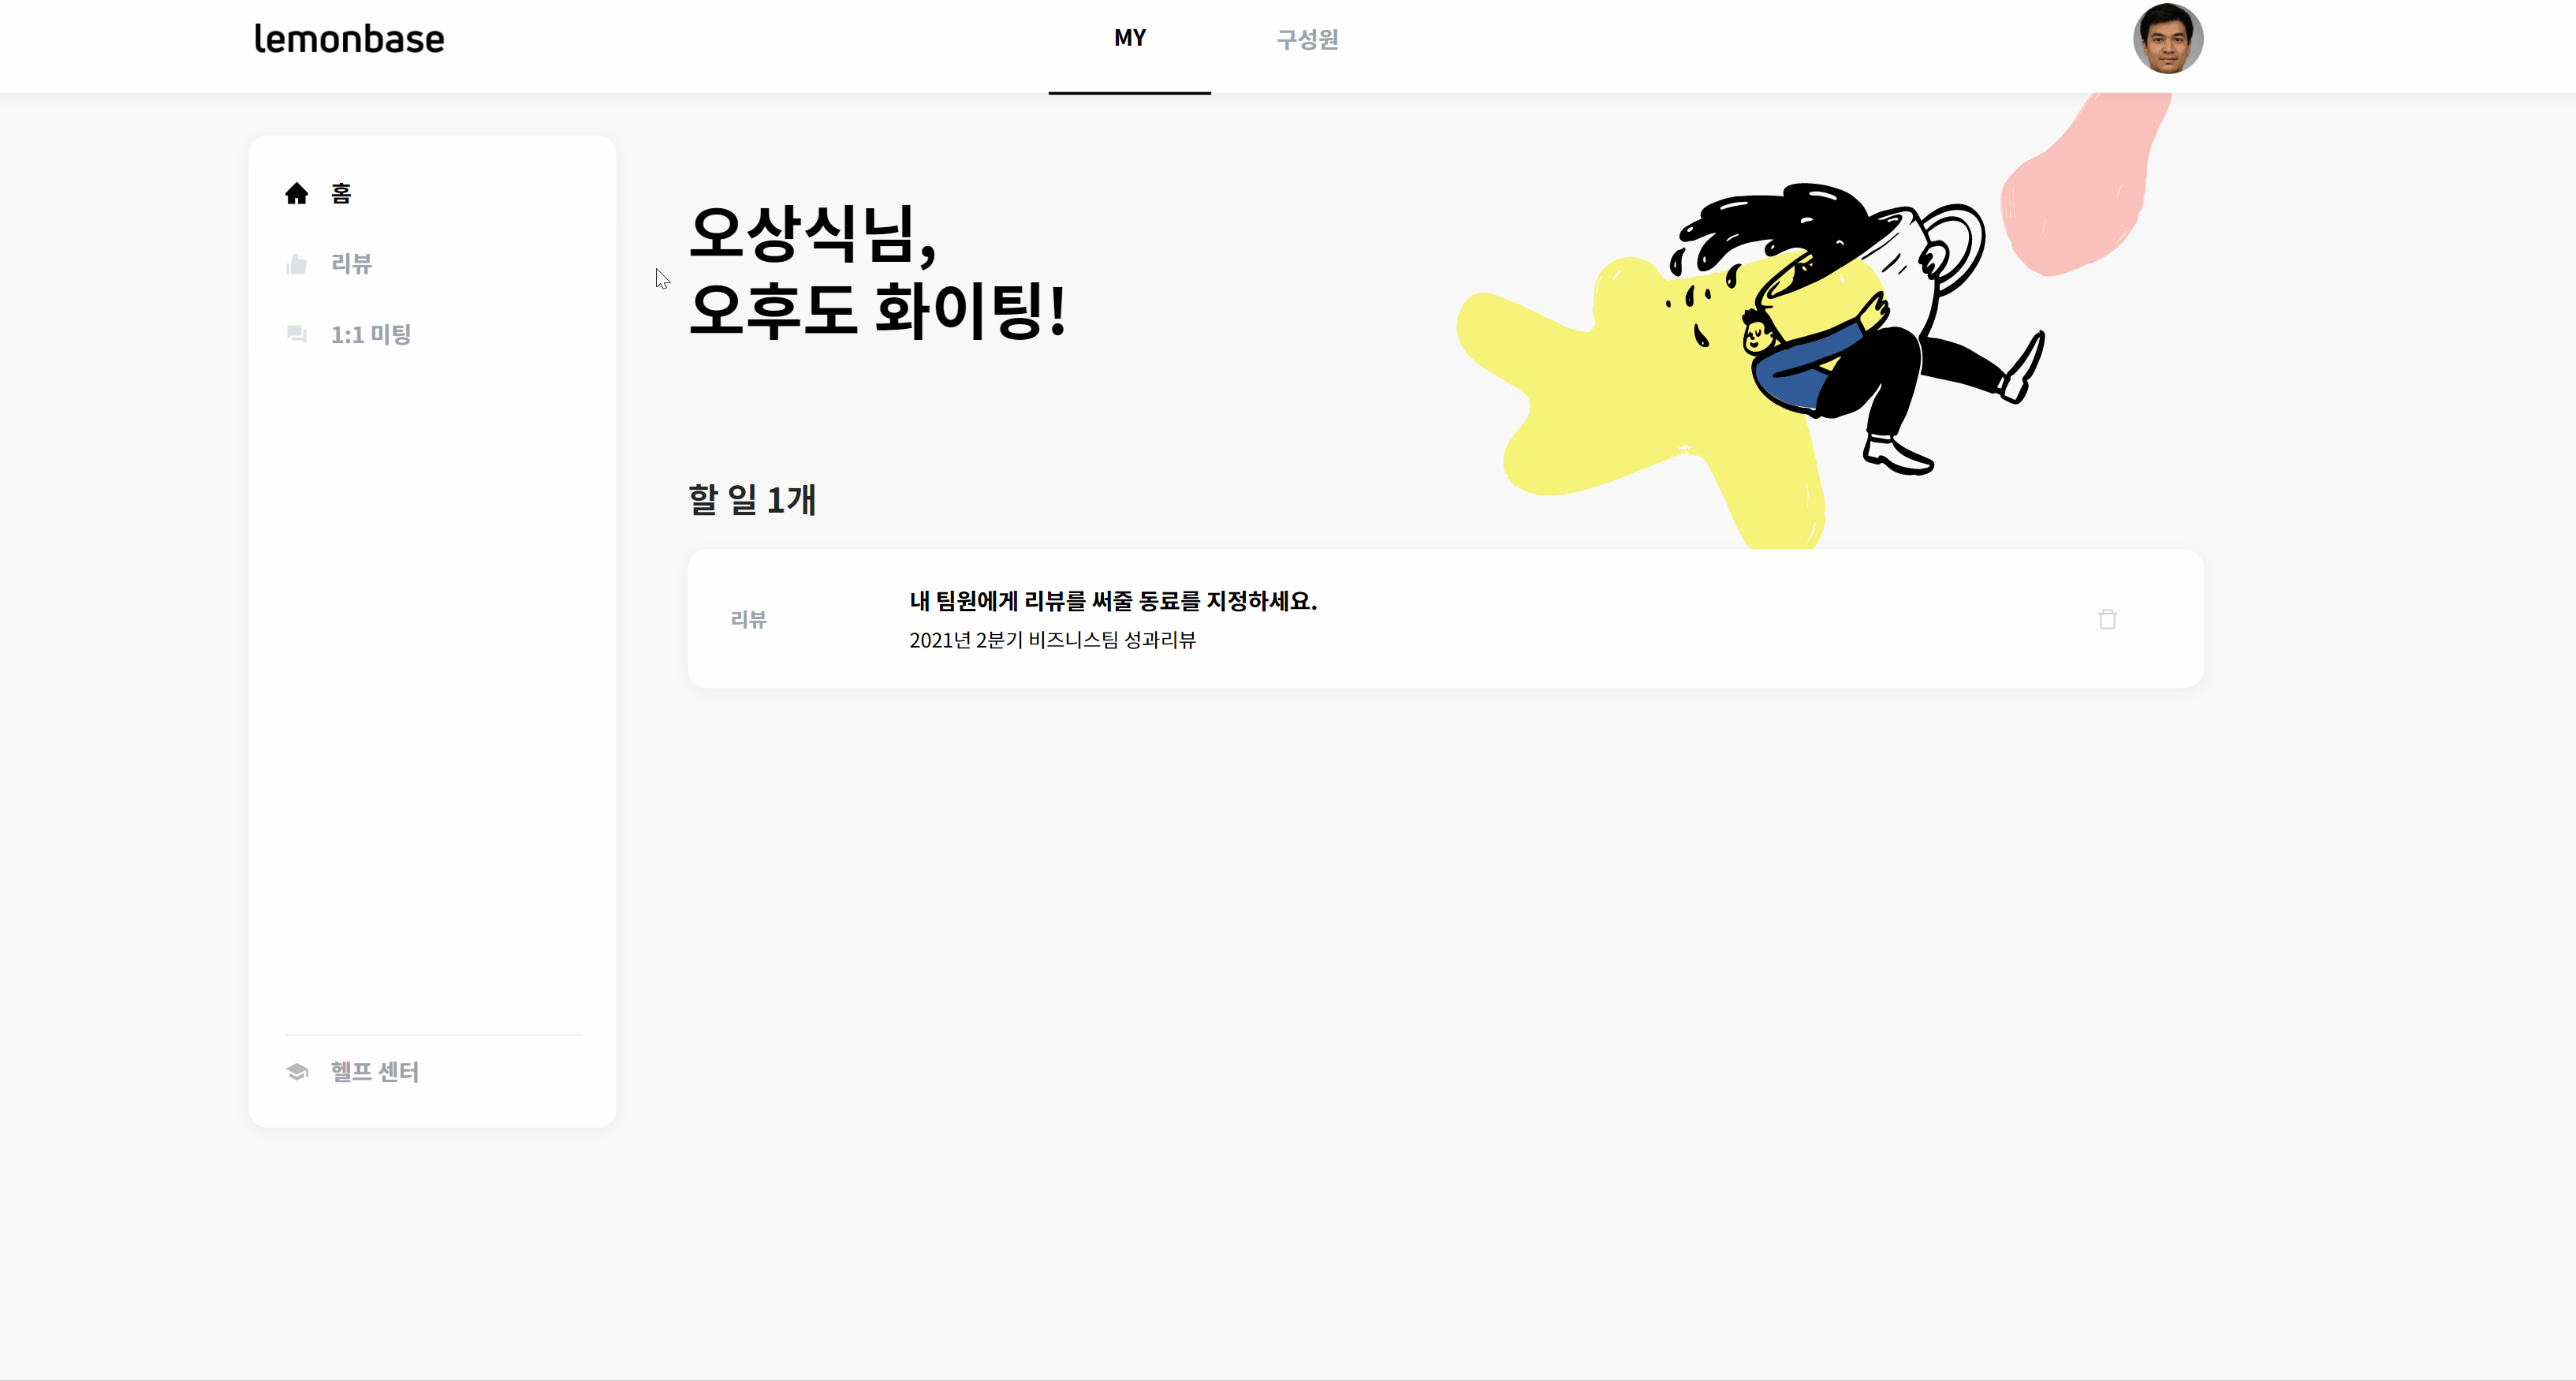 lemonbase
MY
구성원
홈
리뷰
1:1 미팅
헬프 센터
오상식님,
오후도 화이팅!
할 일 1개
리뷰
내 팀원에게 리뷰를 써줄 동료를 지정하세요.
2021년 2분기 비즈니스팀 성과리뷰